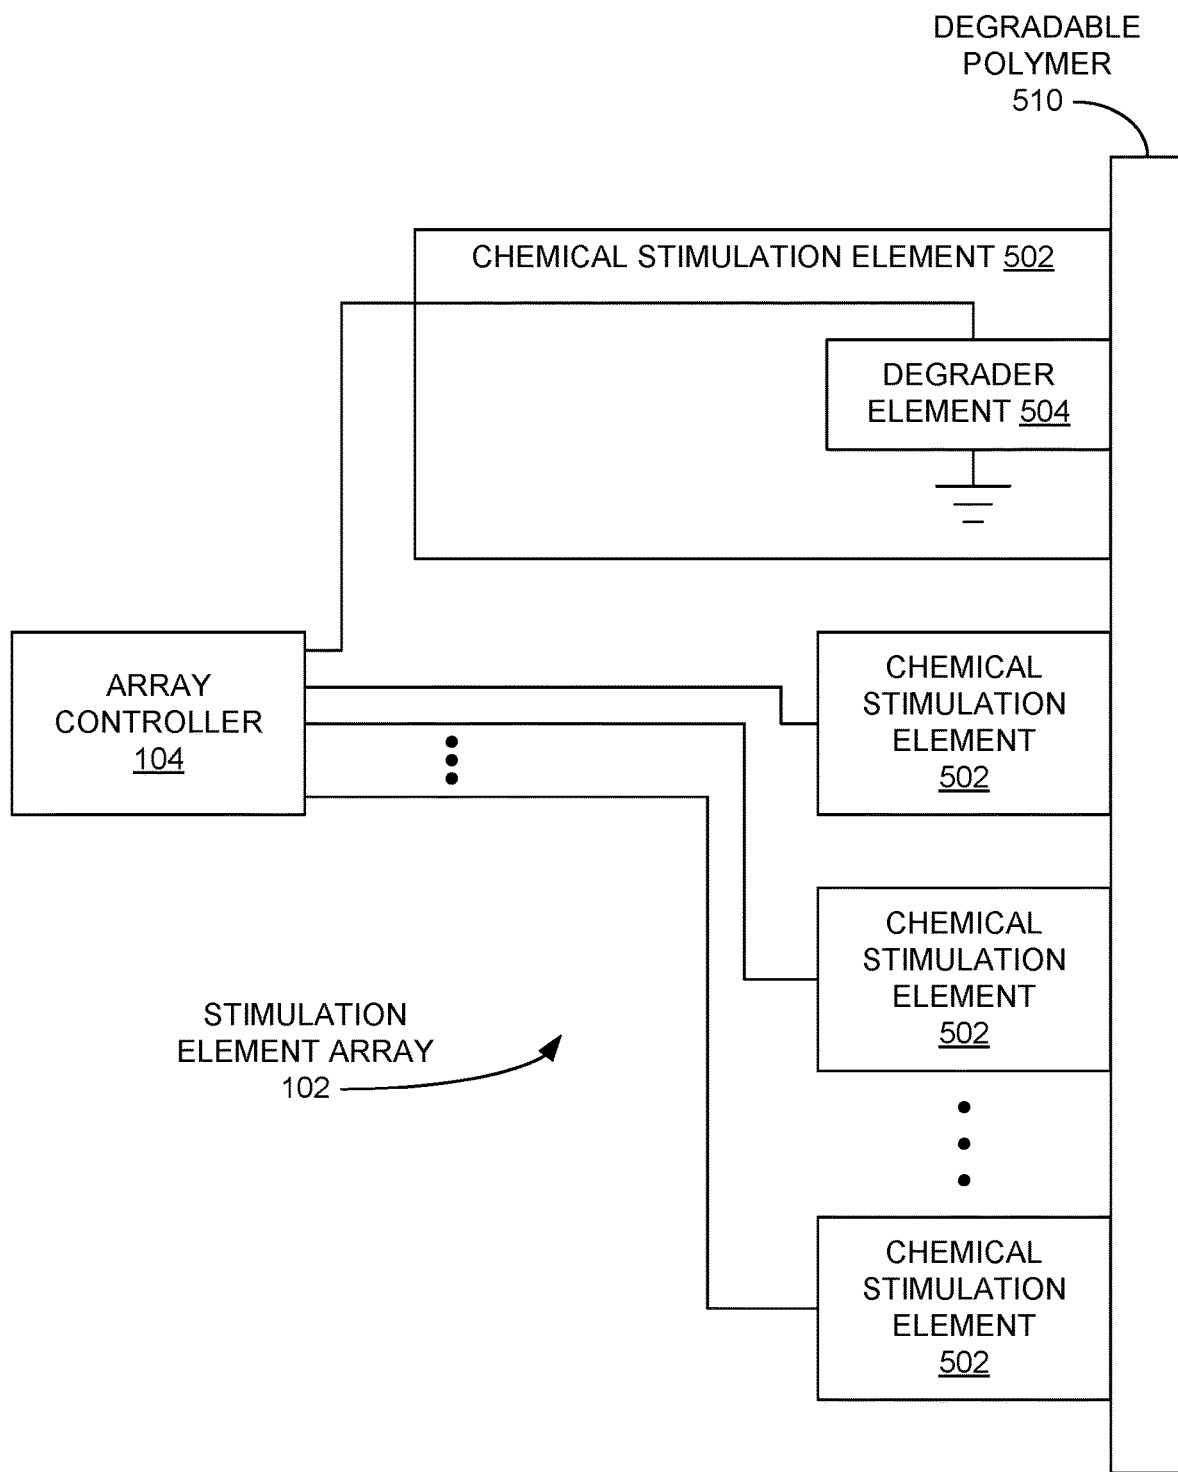 DEGRADABLE
POLYMER
510
CHEMICAL STIMULATION ELEMENT 502
DEGRADER
ELEMENT 504
ARRAY
CONTROLLER
104
CHEMICAL
STIMULATION
ELEMENT
502
CHEMICAL
STIMULATION
ELEMENT
502
STIMULATION
ELEMENT ARRAY
102
CHEMICAL
STIMULATION
ELEMENT
502